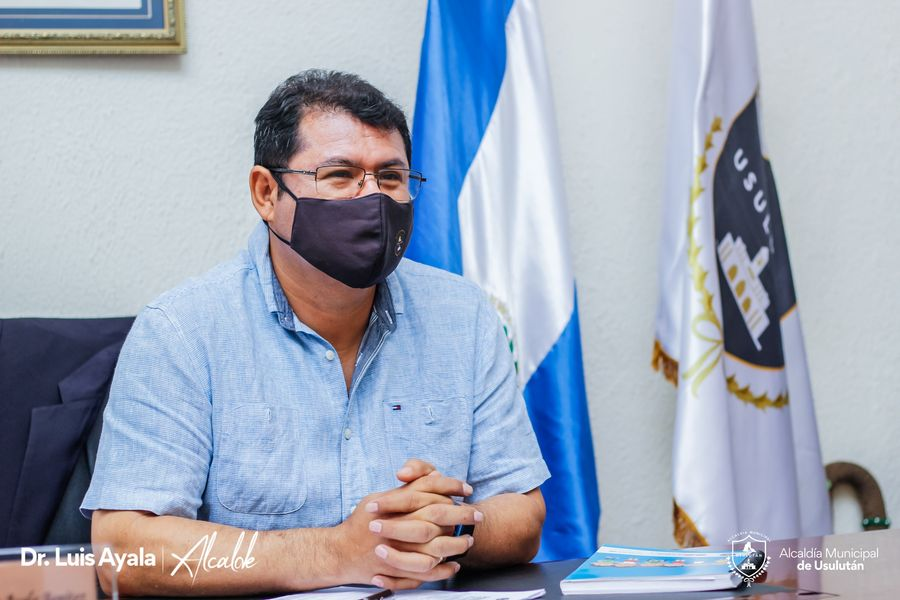 USUL
Dr. Luis Ayala | Alcalde
Alcaldía Municipal
de Usulután